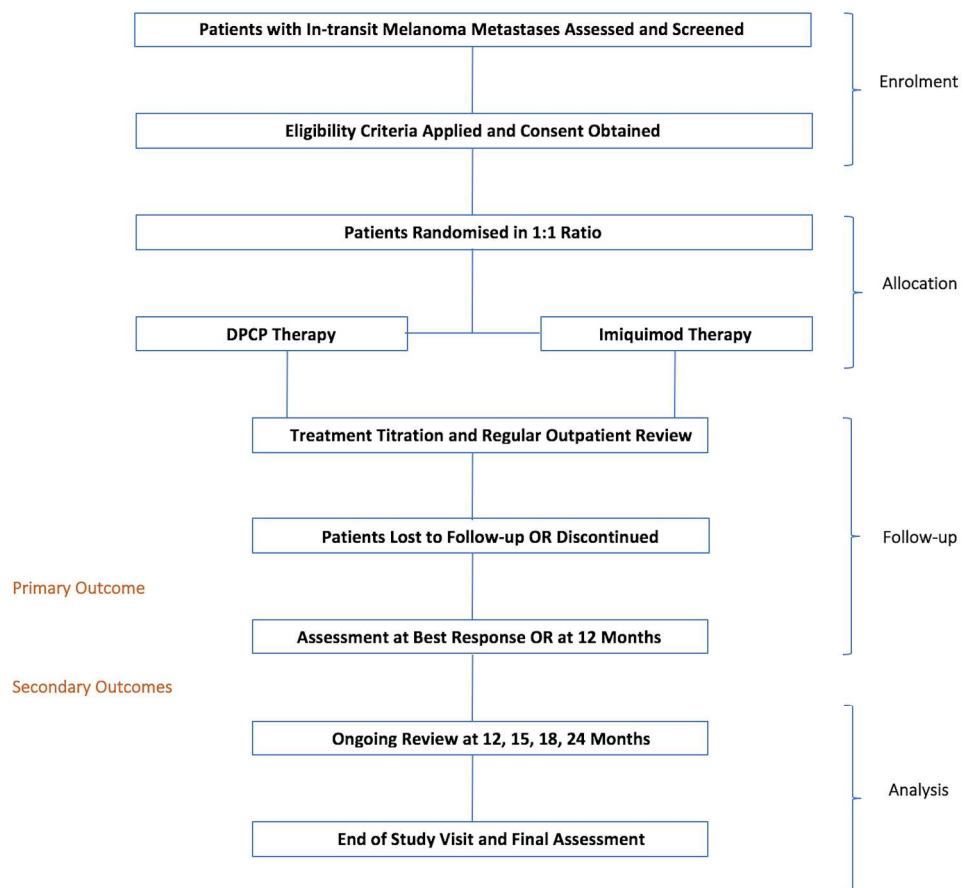 Patients with In-transit Melanoma Metastases Assessed and Screened
Enrolment
Eligibility Criteria Applied and Consent Obtained
Patients Randomised in 1:1 Ratio
Allocation
DPCP Therapy
Imiquimod Therapy
Treatment Titration and Regular Outpatient Review
Patients Lost to Follow-up OR Discontinued
Follow-up
Primary Outcome
Assessment at Best Response OR at 12 Months
Secondary Outcomes
Ongoing Review at 12, 15, 18, 24 Months
Analysis
End of Study Visit and Final Assessment